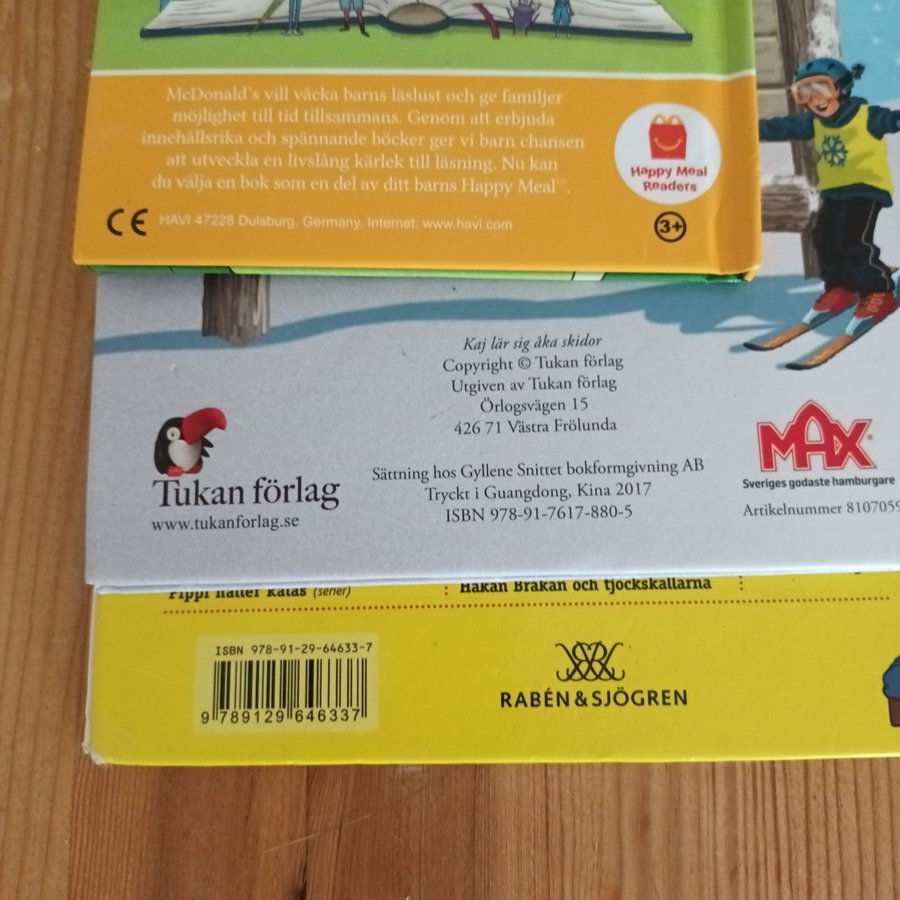 McDonald's vill väcka barns läslust och ge familjer
möjlighet till tid tillsammans. Genom att erbjuda
innehållsrika och spännande böcker ger vi barn chansen
att utveckla en livslång kärlek till läsning. Nu kan
du välja en bok som en del av ditt barns Happy Meal™.
Happy Meal
Readers
CE HAVI 47228 Duisburg, Germany, Internet: www.havi.com
3+
Kaj lär sig åka skidor
Copyright © Tukan förlag
Utgiven av Tukan förlag
Örlogsvägen 15
426 71 Västra Frölunda
Sättning hos Gyllene Snittet bokformgivning AB
Tryckt i Guangdong, Kina 2017
ISBN 978-91-7617-880-5
Tukan förlag
www.tukanforlag.se
MAX®
Sveriges godaste hamburgare
Artikelnummer 8107059
Pippi håller kalas (serier)
Håkan Bråkan och tjockskallarna
ISBN 978-91-29-64633-7
9 789129 646337
RABÉN & SJÖGREN